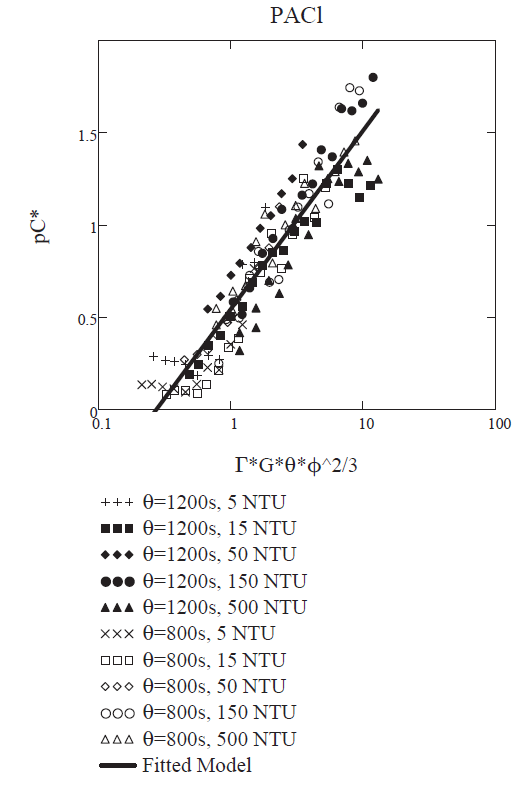 PACl
pC*
1.5
1
0.5
0
0.1
1
10
100
Γ*G*θ*ϕ^2/3
θ=1200s, 5 NTU
θ=1200s, 15 NTU
θ=1200s, 50 NTU
θ=1200s, 150 NTU
θ=1200s, 500 NTU
θ=800s, 5 NTU
θ=800s, 15 NTU
θ=800s, 50 NTU
θ=800s, 150 NTU
θ=800s, 500 NTU
Fitted Model